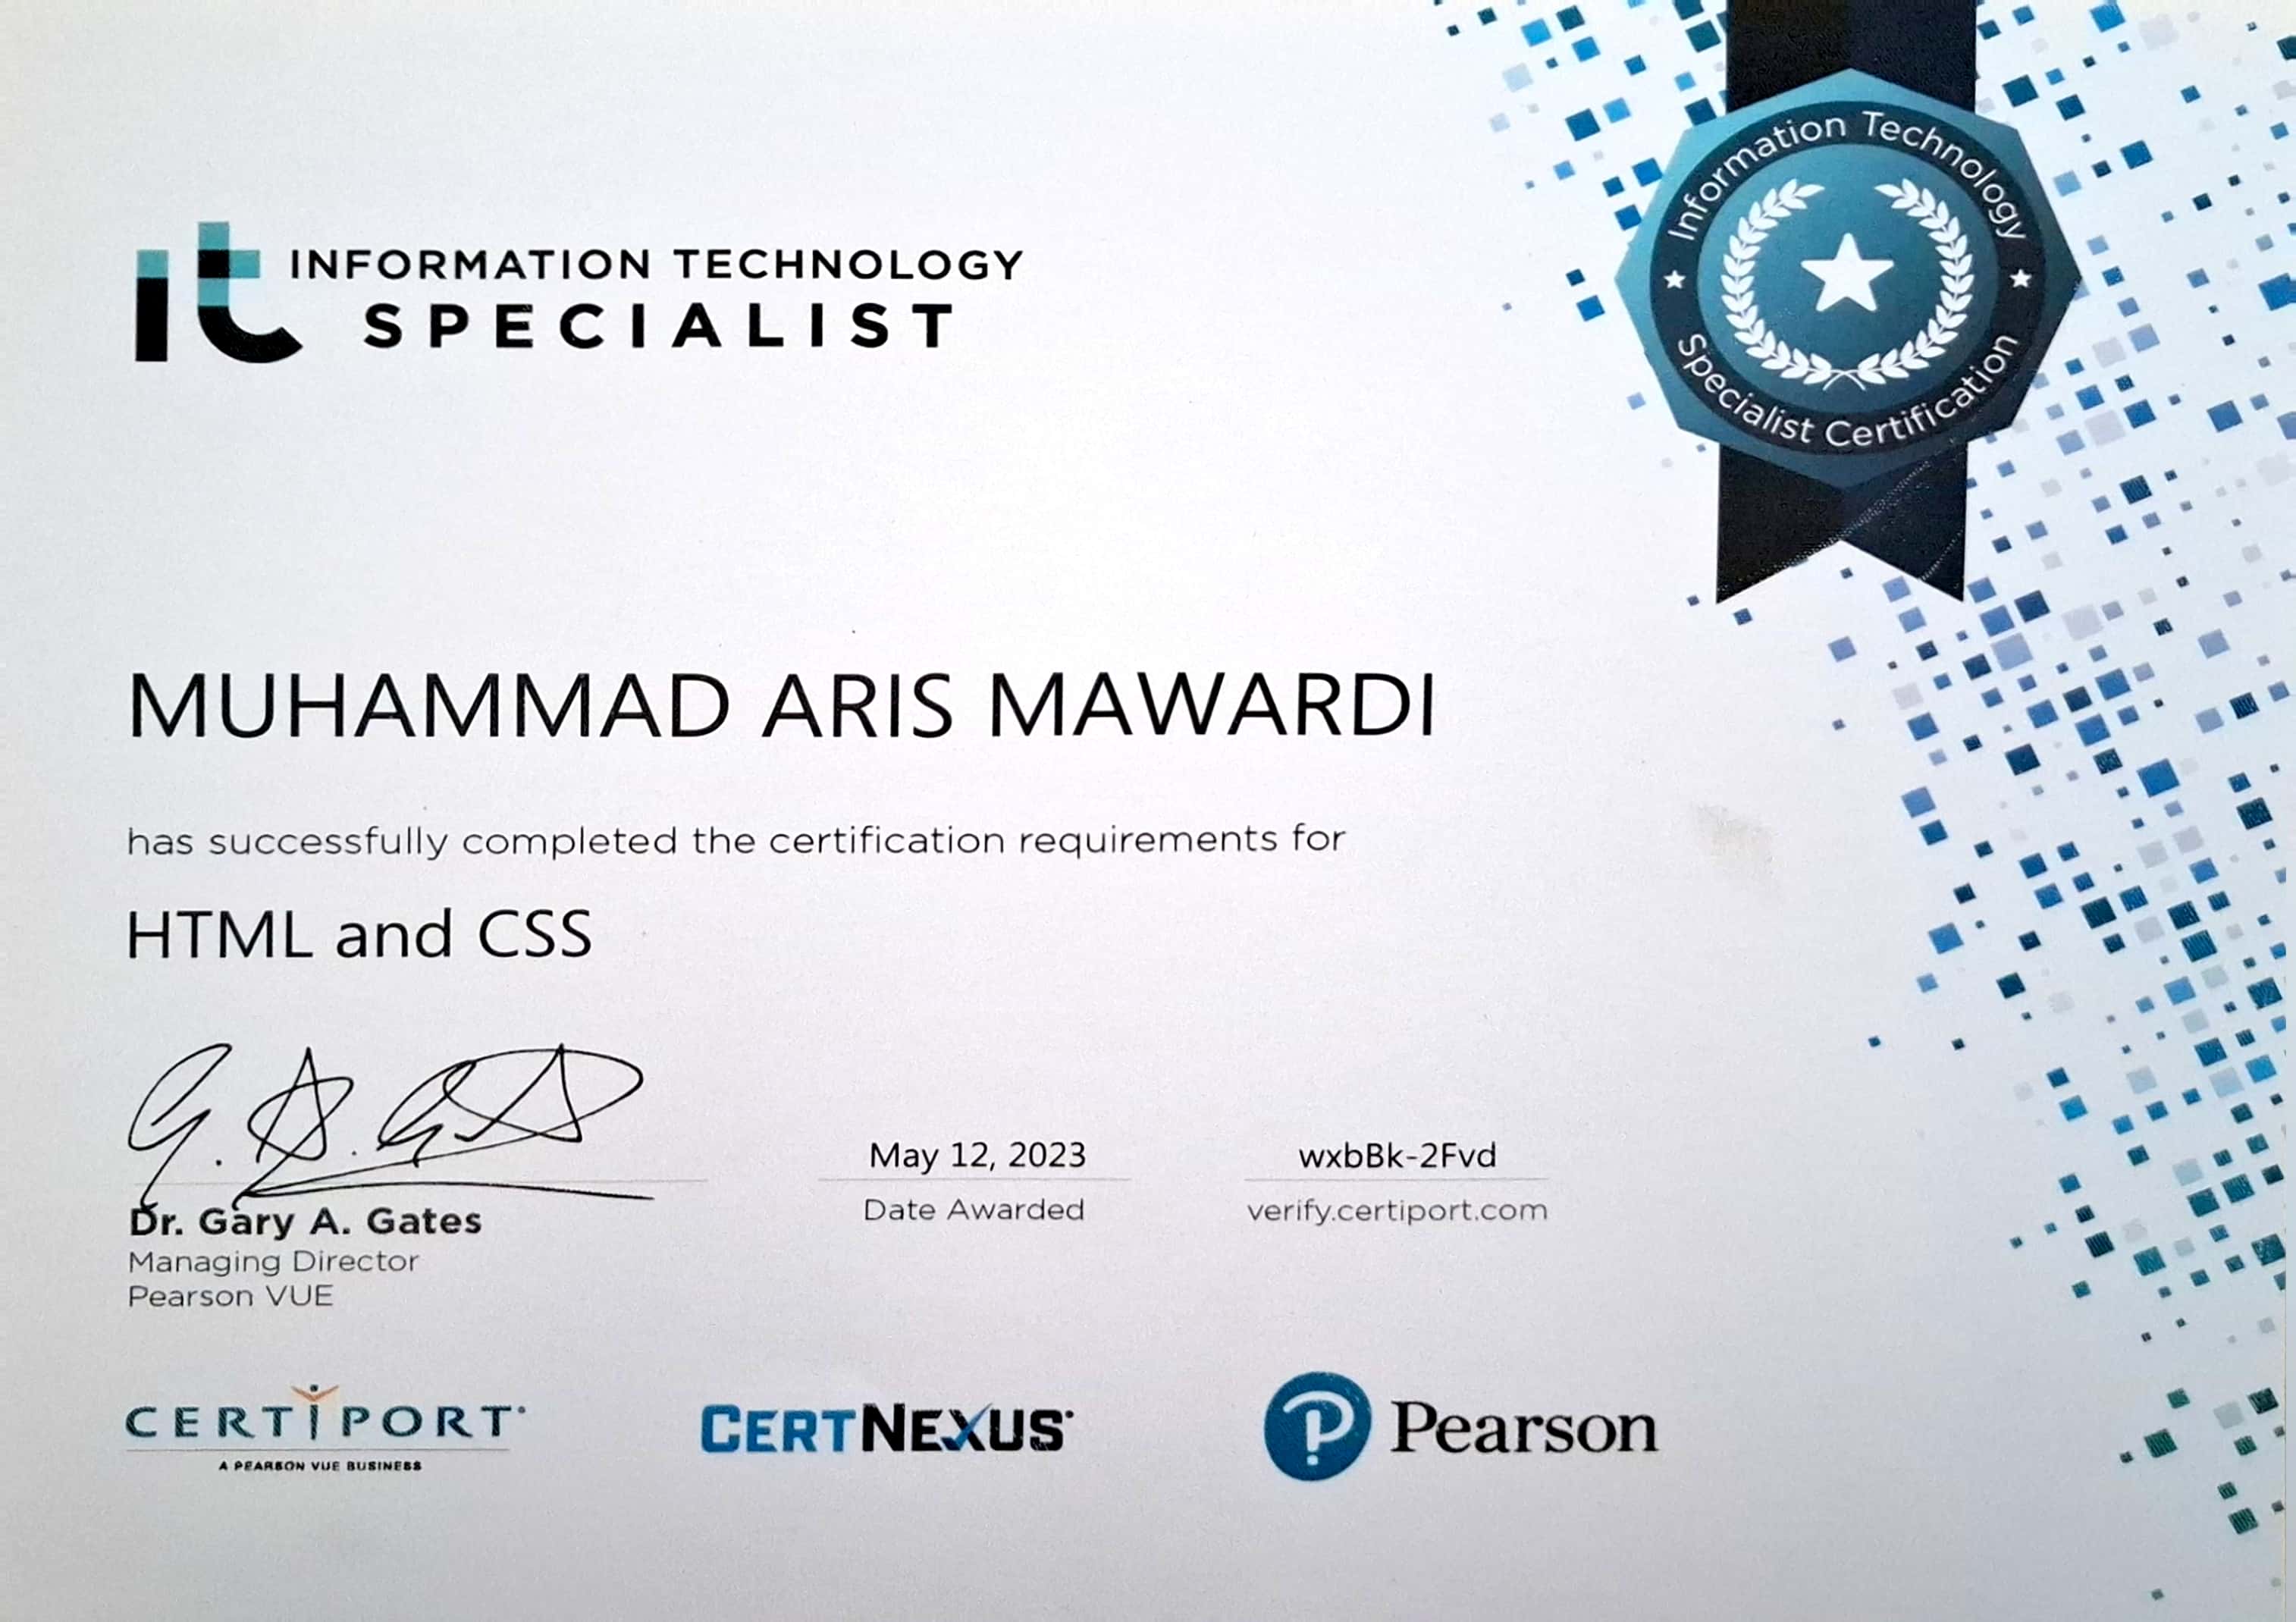 it INFORMATION TECHNOLOGY
SPECIALIST
Information Technology
Specialist Certification
MUHAMMAD ARIS MAWARDI
has successfully completed the certification requirements for
HTML and CSS
G. A. Gates
May 12, 2023
wxbBk-2Fvd
Dr. Gary A. Gates
Date Awarded
verify.certiport.com
Managing Director
Pearson VUE
CERTIPORT
A PEARSON VUE BUSINESS
CERTNEXUS
P Pearson